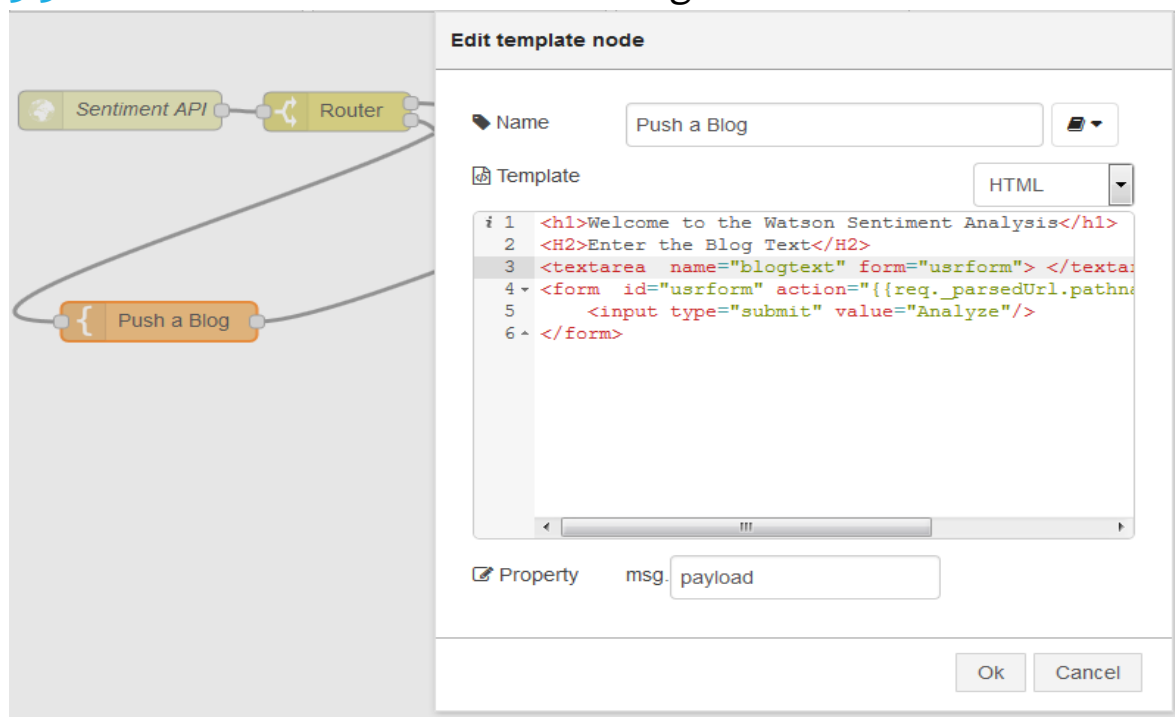 Edit template node
Sentiment API
Router
Name
Push a Blog
Template
HTML
i 1 <h1>Welcome to the Watson Sentiment Analysis</h1>
2 <H2>Enter the Blog Text</H2>
3 <textarea  name="blogtext" form="usrform"> </textar
4 <form  id="usrform" action="{{req._parsedUrl.pathna
5     <input type="submit" value="Analyze"/>
6 </form>
Push a Blog
Property
msg. payload
Ok
Cancel